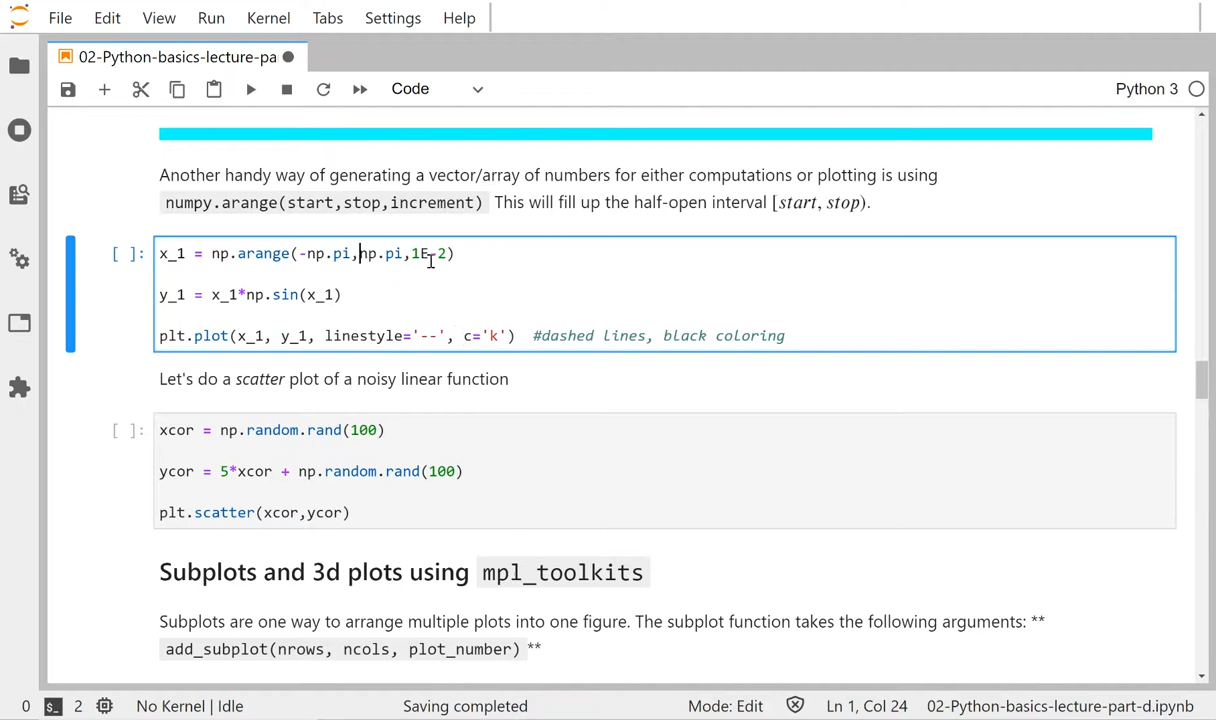 File Edit View Run Kernel Tabs Settings Help
02-Python-basics-lecture-pa
Code Python 3
Another handy way of generating a vector/array of numbers for either computations or plotting is using
numpy.arange(start,stop,increment) This will fill up the half-open interval [start, stop).
[ ]: x_1 = np.arange(-np.pi,np.pi,1E-2)
y_1 = x_1*np.sin(x_1)
plt.plot(x_1, y_1, linestyle='--', c='k') #dashed lines, black coloring
Let's do a scatter plot of a noisy linear function
[ ]: xcor = np.random.rand(100)
ycor = 5*xcor + np.random.rand(100)
plt.scatter(xcor,ycor)
Subplots and 3d plots using mpl_toolkits
Subplots are one way to arrange multiple plots into one figure. The subplot function takes the following arguments: **
add_subplot(nrows, ncols, plot_number) **
0 $_ 2 No Kernel | Idle Saving completed Mode: Edit Ln 1, Col 24 02-Python-basics-lecture-part-d.ipynb